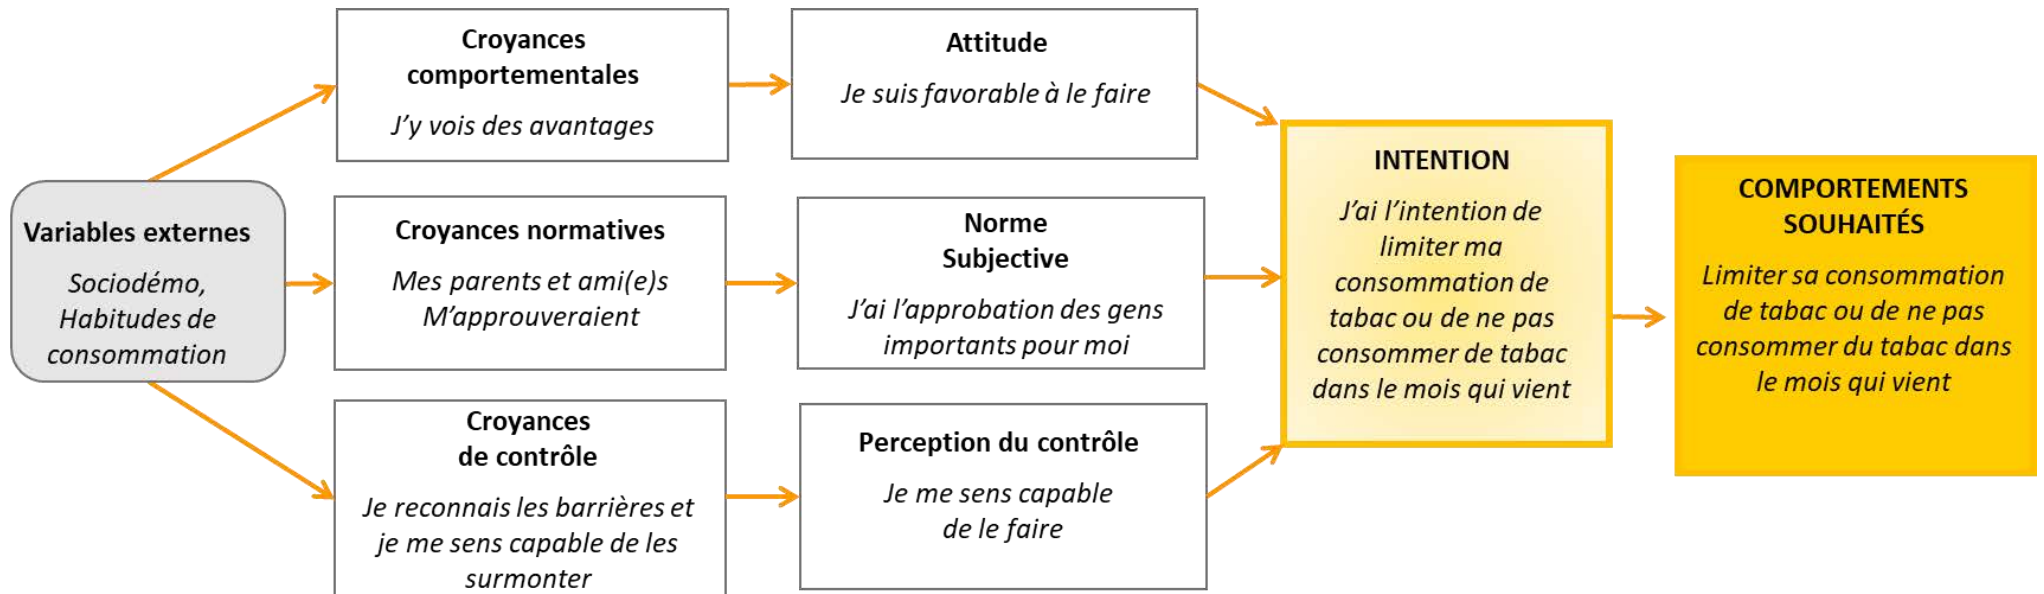 Variables externes
Sociodémo,
Habitudes de
consommation
Croyances
comportementales
J’y vois des avantages
Croyances normatives
Mes parents et ami(e)s
M’approuveraient
Croyances
de contrôle
Je reconnais les barrières et
je me sens capable de les
surmonter
Attitude
Je suis favorable à le faire
Norme
Subjective
J’ai l’approbation des gens
importants pour moi
Perception du contrôle
Je me sens capable
de le faire
INTENTION
J’ai l’intention de
limiter ma
consommation de
tabac ou de ne pas
consommer de tabac
dans le mois qui vient
COMPORTEMENTS
SOUHAITÉS
Limiter sa consommation
de tabac ou de ne pas
consommer du tabac dans
le mois qui vient